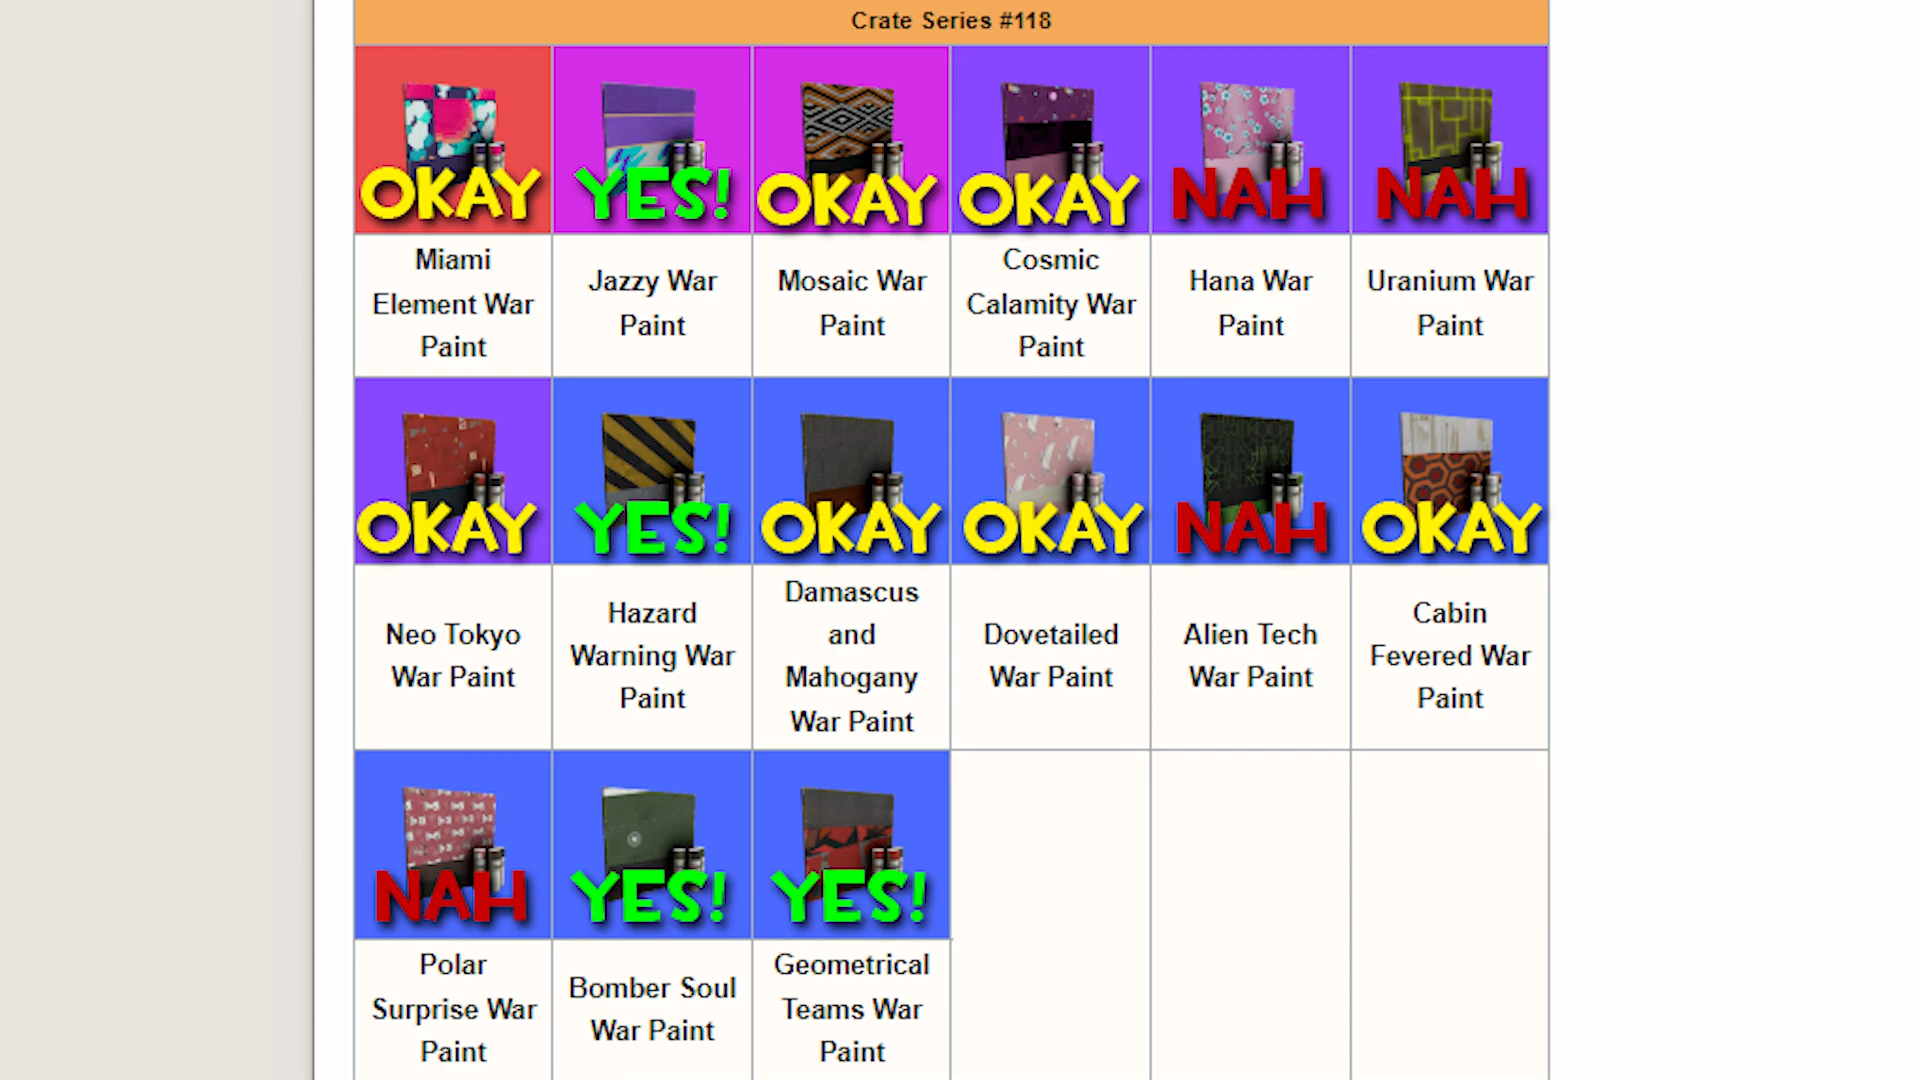 Crate Series #118
OKAY YES! OKAY OKAY NAH NAH
Miami
Element War
Paint
Jazzy War
Paint
Mosaic War
Paint
Cosmic
Calamity War
Paint
Hana War
Paint
Uranium War
Paint
OKAY YES! OKAY OKAY NAH OKAY
Neo Tokyo
War Paint
Hazard
Warning War
Paint
Damascus
and
Mahogany
War Paint
Dovetailed
War Paint
Alien Tech
War Paint
Cabin
Fevered War
Paint
NAH YES! YES!
Polar
Surprise War
Paint
Bomber Soul
War Paint
Geometrical
Teams War
Paint